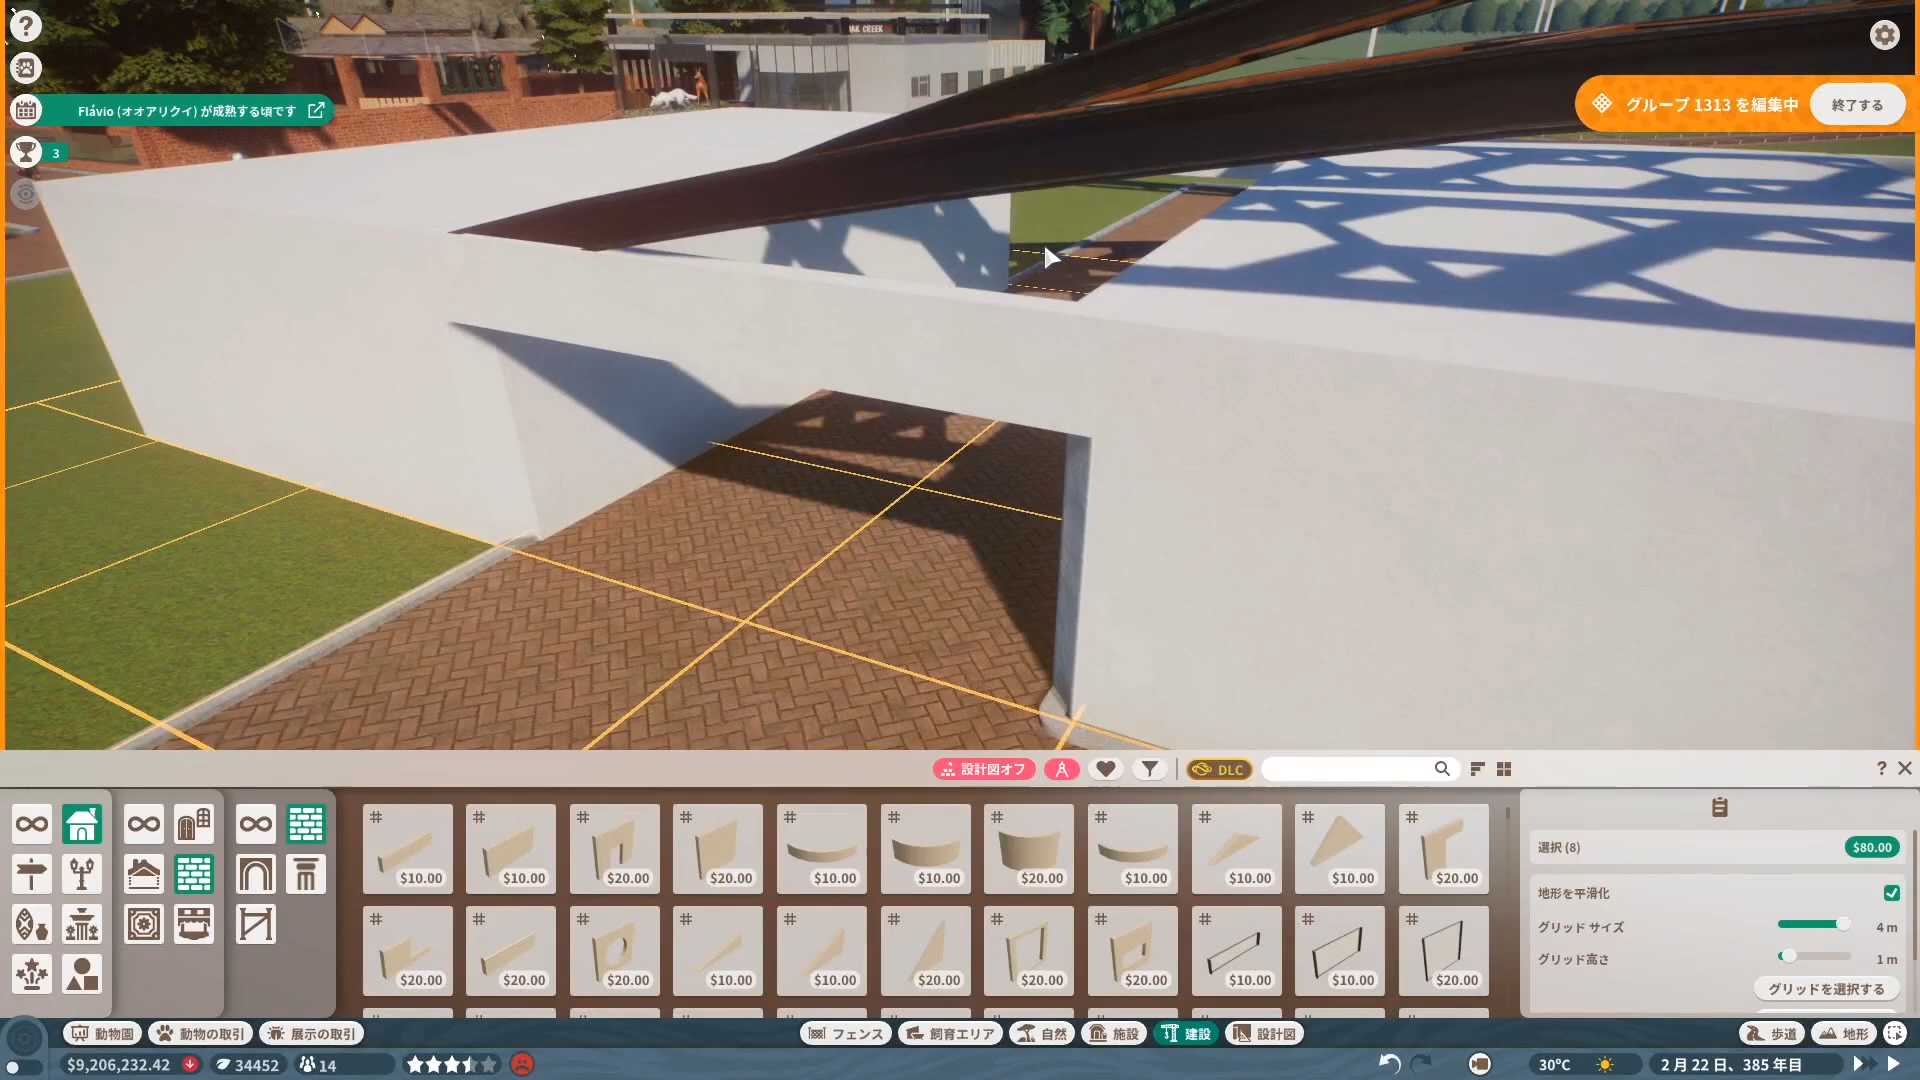 OAK CREEK
Flávio (オオアリクイ) が成熟する頃です
3
グループ 1313 を編集中
終了する
設計図オフ
DLC
$10.00
$10.00
$20.00
$20.00
$10.00
$10.00
$20.00
$10.00
$10.00
$10.00
$20.00
$20.00
$20.00
$20.00
$10.00
$10.00
$20.00
$20.00
$20.00
$10.00
$10.00
$20.00
選択 (8)
$80.00
地形を平滑化
グリッド サイズ
4 m
グリッド高さ
1 m
グリッドを選択する
動物園
動物の取引
展示の取引
フェンス
飼育エリア
自然
施設
建設
設計図
歩道
地形
$9,206,232.42
34452
14
30°C
2 月 22 日、385 年目